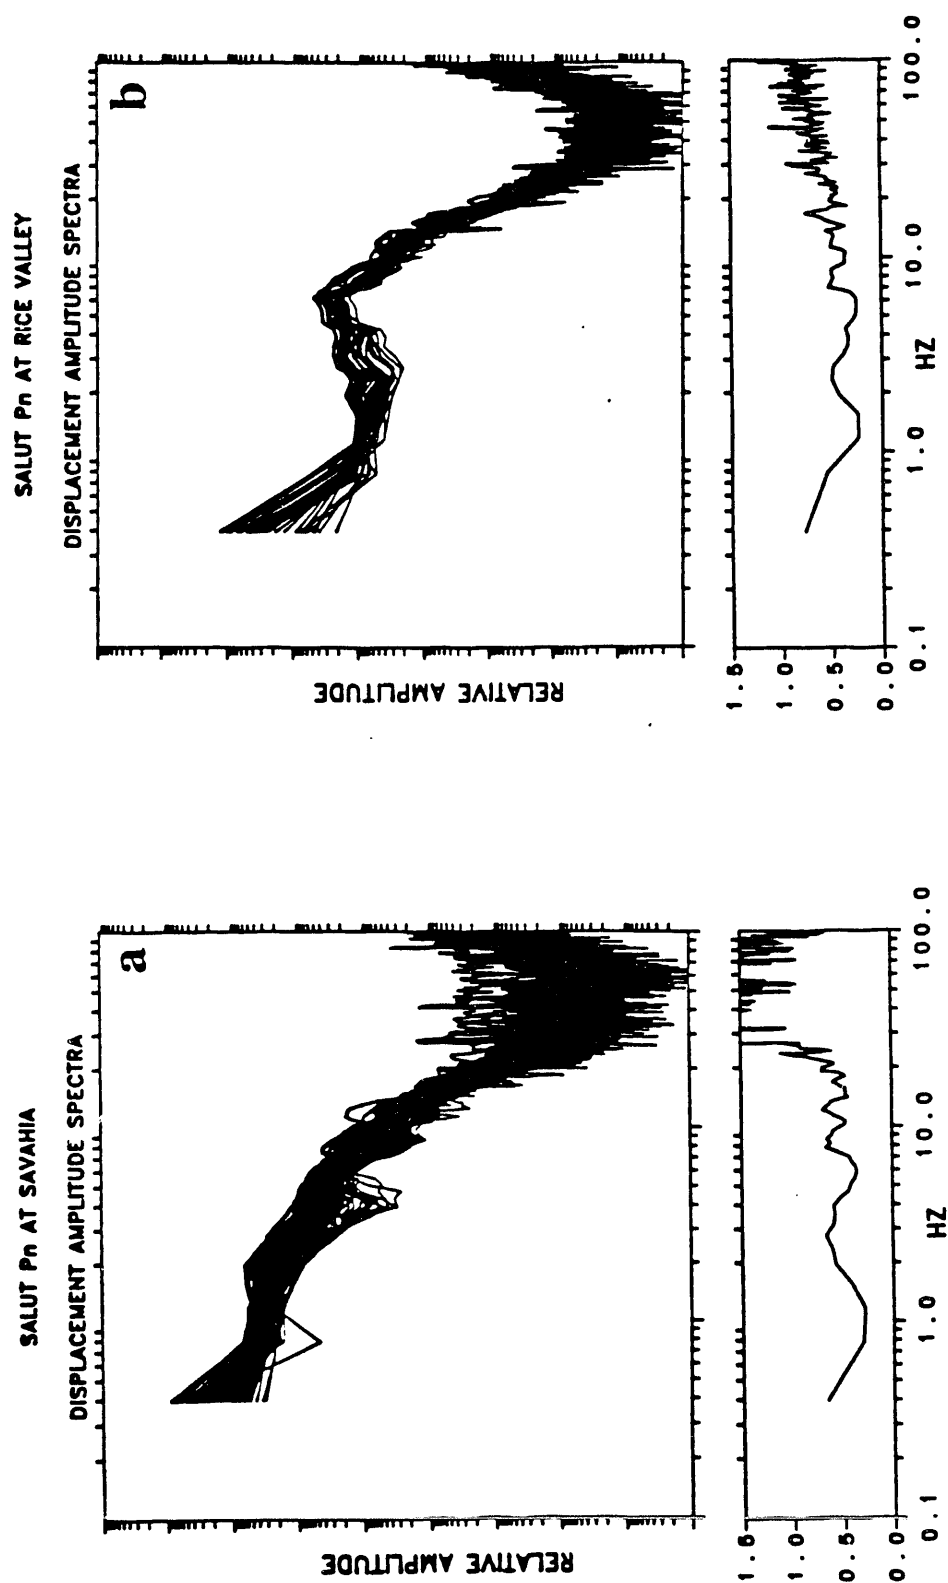 SALUT Pn AT SAVAHIA
DISPLACEMENT AMPLITUDE SPECTRA
a
RELATIVE AMPLITUDE
1.5
1.0
0.5
0.0
0.1
1.0
10.0
100.0
HZ
SALUT Pn AT RICE VALLEY
DISPLACEMENT AMPLITUDE SPECTRA
b
RELATIVE AMPLITUDE
1.5
1.0
0.5
0.0
0.1
1.0
10.0
100.0
HZ